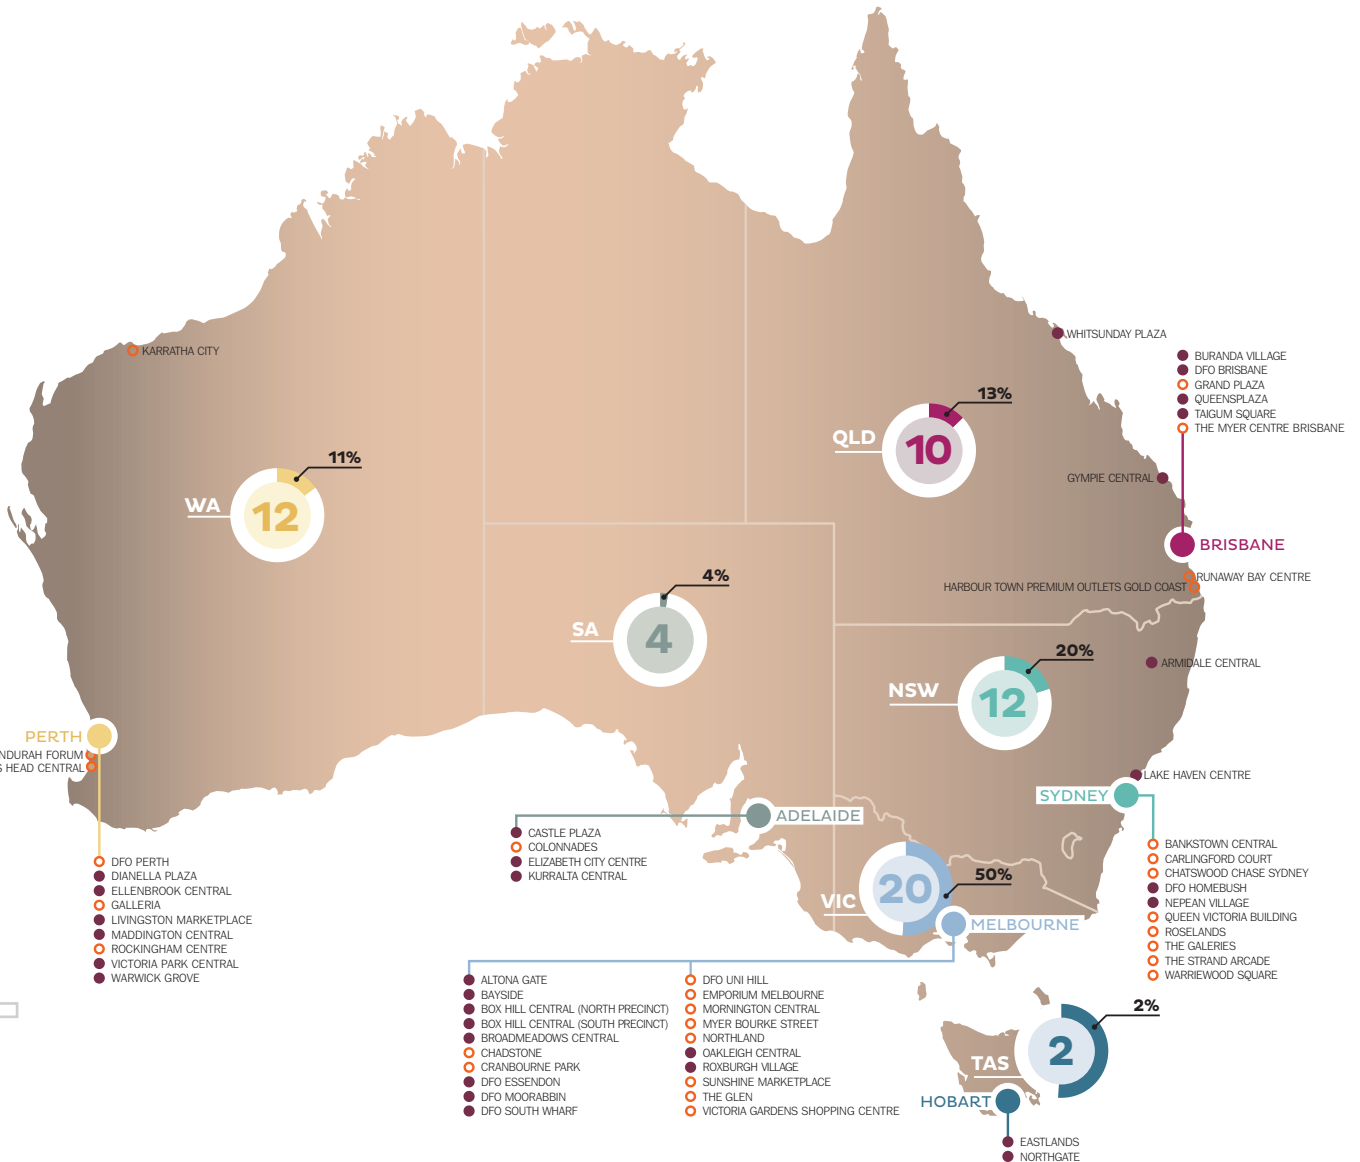 KARRATHA CITY
11%
WA
12
PERTH
NDURAH FORUM
HEAD CENTRAL
DFO PERTH
DIANELLA PLAZA
ELLENBROOK CENTRAL
GALLERIA
LIVINGSTON MARKETPLACE
MADDINGTON CENTRAL
ROCKINGHAM CENTRE
VICTORIA PARK CENTRAL
WARWICK GROVE
4%
SA
4
ADELAIDE
CASTLE PLAZA
COLONNADES
ELIZABETH CITY CENTRE
KURRALTA CENTRAL
13%
QLD
10
WHITSUNDAY PLAZA
BURANDA VILLAGE
DFO BRISBANE
GRAND PLAZA
QUEENSPLAZA
TAIGUM SQUARE
THE MYER CENTRE BRISBANE
GYMPIE CENTRAL
BRISBANE
RUNAWAY BAY CENTRE
HARBOUR TOWN PREMIUM OUTLETS GOLD COAST
20%
NSW
12
ARMIDALE CENTRAL
LAKE HAVEN CENTRE
SYDNEY
BANKSTOWN CENTRAL
CARLINGFORD COURT
CHATSWOOD CHASE SYDNEY
DFO HOMEBUSH
NEPEAN VILLAGE
QUEEN VICTORIA BUILDING
ROSELANDS
THE GALERIES
THE STRAND ARCADE
WARRIEWOOD SQUARE
50%
VIC
20
MELBOURNE
ALTONA GATE
BAYSIDE
BOX HILL CENTRAL (NORTH PRECINCT)
BOX HILL CENTRAL (SOUTH PRECINCT)
BROADMEADOWS CENTRAL
CHADSTONE
CRANBOURNE PARK
DFO ESSENDON
DFO MOORABBIN
DFO SOUTH WHARF
DFO UNI HILL
EMPORIUM MELBOURNE
MORNINGTON CENTRAL
MYER BOURKE STREET
NORTHLAND
OAKLEIGH CENTRAL
ROXBURGH VILLAGE
SUNSHINE MARKETPLACE
THE GLEN
VICTORIA GARDENS SHOPPING CENTRE
2%
TAS
2
HOBART
EASTLANDS
NORTHGATE